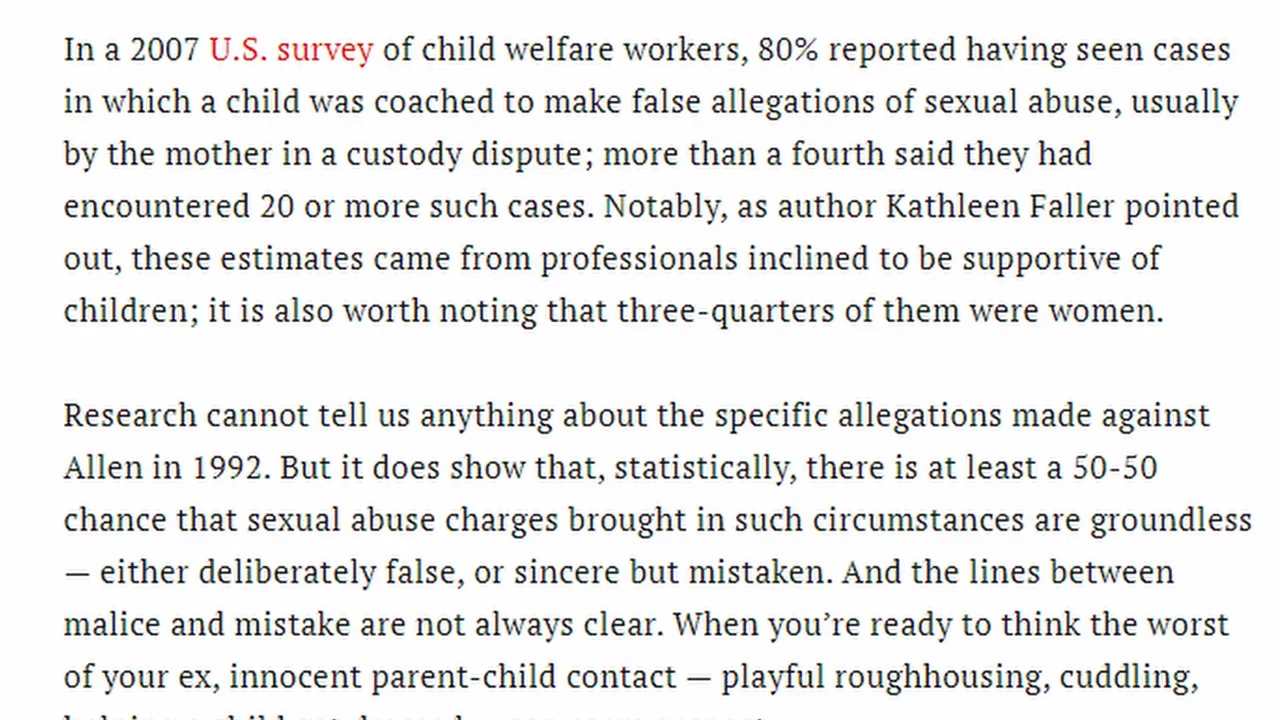 In a 2007 U.S. survey of child welfare workers, 80% reported having seen cases
in which a child was coached to make false allegations of sexual abuse, usually
by the mother in a custody dispute; more than a fourth said they had
encountered 20 or more such cases. Notably, as author Kathleen Faller pointed
out, these estimates came from professionals inclined to be supportive of
children; it is also worth noting that three-quarters of them were women.
Research cannot tell us anything about the specific allegations made against
Allen in 1992. But it does show that, statistically, there is at least a 50-50
chance that sexual abuse charges brought in such circumstances are groundless
— either deliberately false, or sincere but mistaken. And the lines between
malice and mistake are not always clear. When you’re ready to think the worst
of your ex, innocent parent-child contact — playful roughhousing, cuddling,